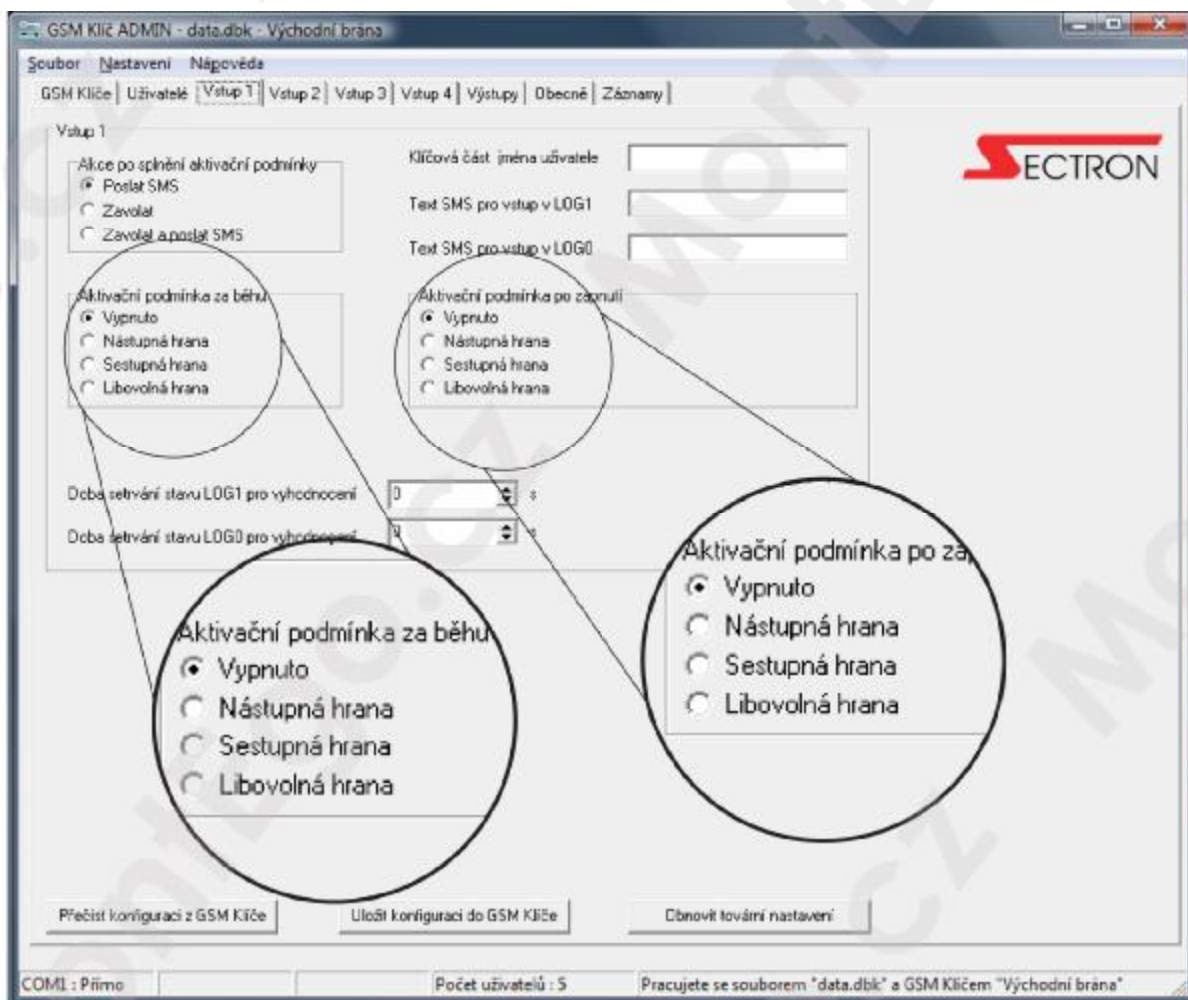 GSM Klíč ADMIN - data.dbk - Východní brána
Soubor Nastavení Nápověda
GSM Klíče Uživatelé Vstup 1 Vstup 2 Vstup 3 Vstup 4 Výstupy Obecné Záznamy
Vstup 1
Akce po splnění aktivační podmínky
Poslat SMS
Zavolat
Zavolat a poslat SMS
Klíčová část jména uživatele
Text SMS pro vstup v LOG1
Text SMS pro vstup v LOG0
SECTRON
Aktivační podmínka za běhu
Vypnuto
Nástupná hrana
Sestupná hrana
Libovolná hrana
Aktivační podmínka po zapnutí
Vypnuto
Nástupná hrana
Sestupná hrana
Libovolná hrana
Doba setrvání stavu LOG1 pro vyhodnocení 0 s
Doba setrvání stavu LOG0 pro vyhodnocení 0 s
Aktivační podmínka za běhu
Vypnuto
Nástupná hrana
Sestupná hrana
Libovolná hrana
Aktivační podmínka po zap
Vypnuto
Nástupná hrana
Sestupná hrana
Libovolná hrana
Přečíst konfiguraci z GSM Klíče Uložit konfiguraci do GSM Klíče Obnovit tovární nastavení
COM1 : Přímo Počet uživatelů : 5 Pracujete se souborem "data.dbk" a GSM Klíčem "Východní brána"